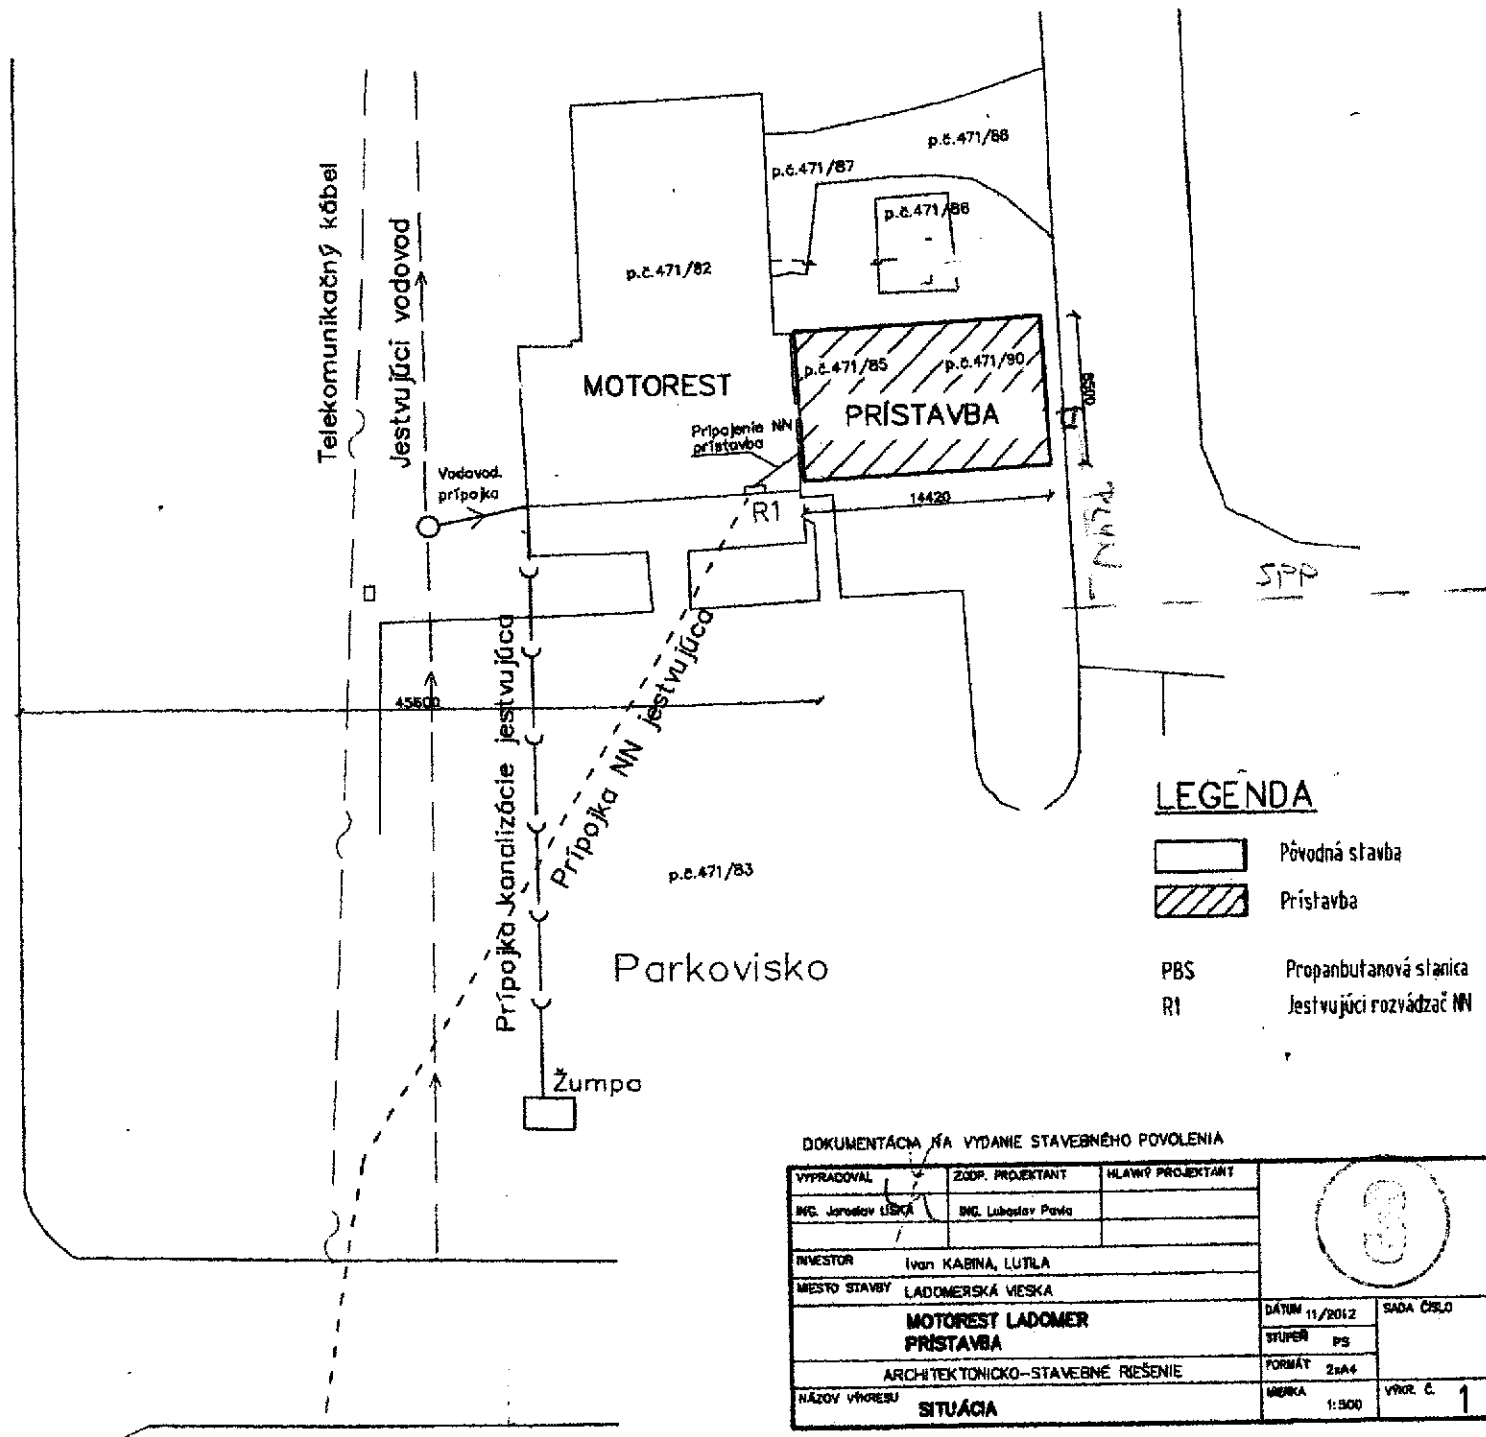 p.č.471/88
p.č.471/87
p.č.471/86
p.č.471/82
Telekomunikačný kábel
Jestvujúci vodovod
MOTOREST
p.č.471/85
p.č.471/90
PRÍSTAVBA
8500
Pripojenie NN
prístavba
Vodovod.
prípojka
R1
14420
SPP
45600
Prípojka kanalizácie jestvujúca
Prípojka NN jestvujúca
p.č.471/83
Parkovisko
Žumpa
LEGENDA
Pôvodná stavba
Prístavba
PBS Propanbutanová stanica
R1 Jestvujúci rozvádzač NN
DOKUMENTÁCIA NA VYDANIE STAVEBNÉHO POVOLENIA
VYPRACOVAL ZODP. PROJEKTANT HLAVNÝ PROJEKTANT
ING. Jaroslav LISKA ING. Luboslav Pavla
INVESTOR Ivan KABINA, LUTILA
MIESTO STAVBY LADOMERSKÁ VIESKA
MOTOREST LADOMER
PRÍSTAVBA
DÁTUM 11/2012 SADA ČÍSLO
STUPEŇ PS
ARCHITEKTONICKO-STAVEBNÉ RIEŠENIE
FORMÁT 2xA4
NÁZOV VÝKRESU SITUÁCIA
MIERKA 1:500 VÝKR. Č. 1